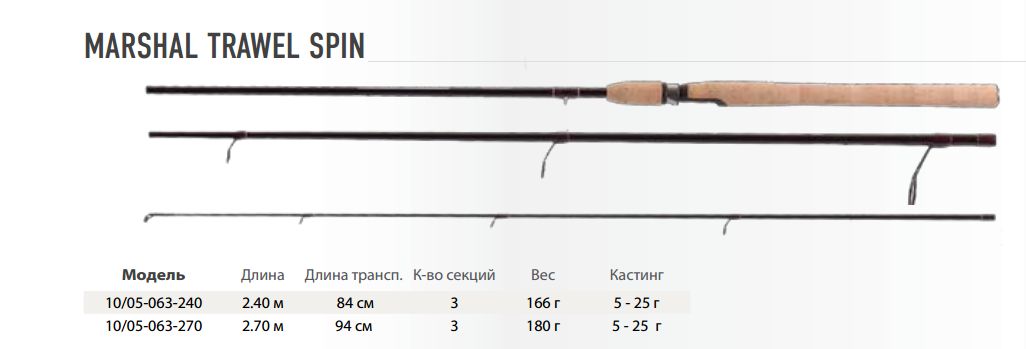 MARSHAL TRAWEL SPIN
Модель Длина Длина трансп. К-во секций Вес Кастинг
10/05-063-240 2.40 м 84 см 3 166 г 5 - 25 г
10/05-063-270 2.70 м 94 см 3 180 г 5 - 25 г